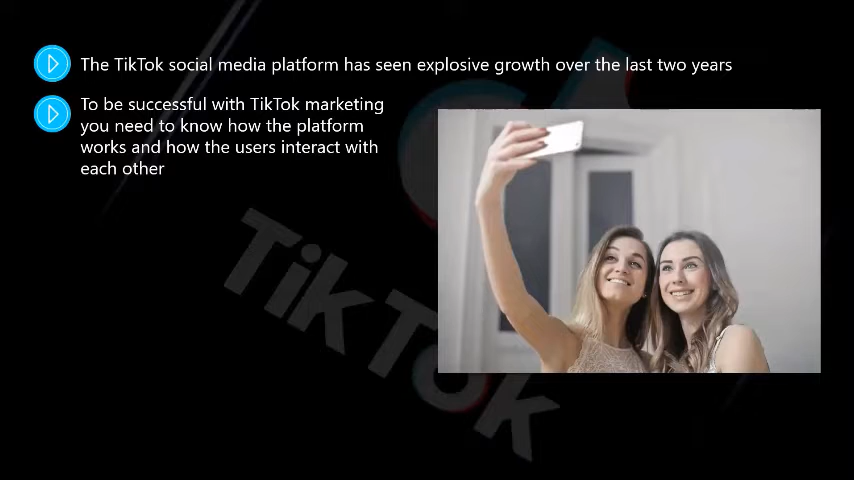 The TikTok social media platform has seen explosive growth over the last two years
To be successful with TikTok marketing
you need to know how the platform
works and how the users interact with
each other
TikTok